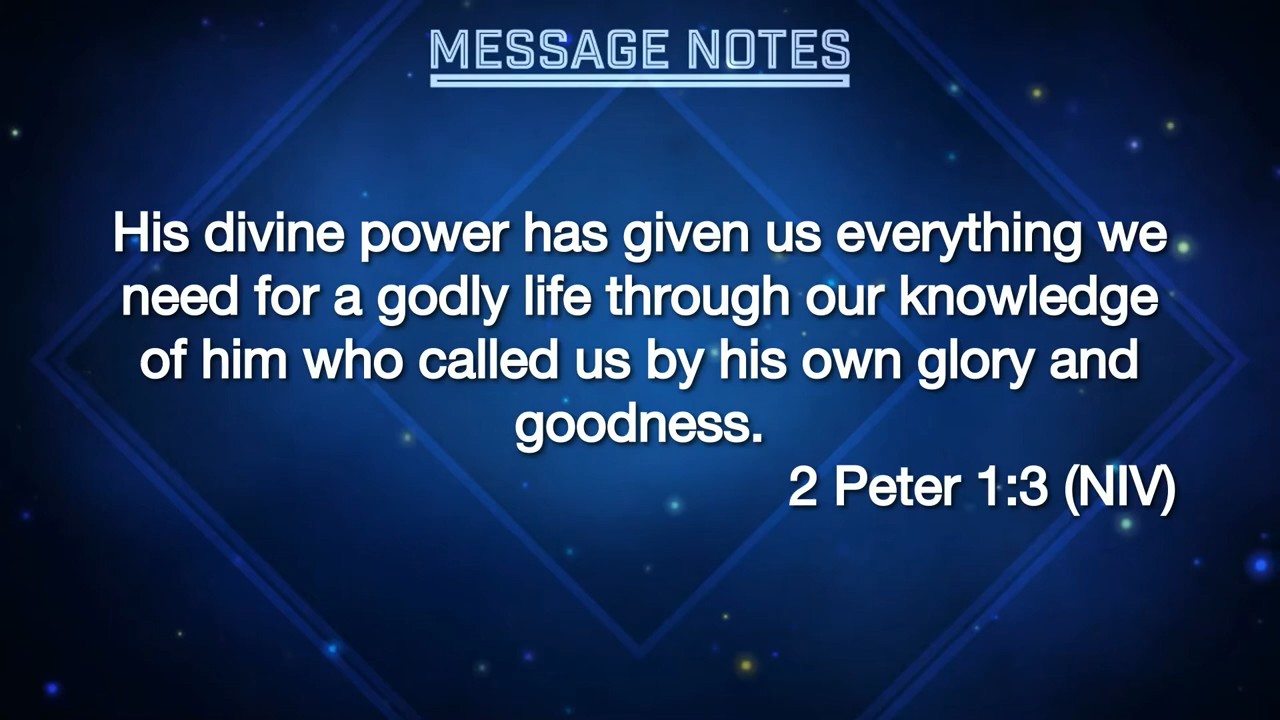 MESSAGE NOTES
His divine power has given us everything we
need for a godly life through our knowledge
of him who called us by his own glory and
goodness.
2 Peter 1:3 (NIV)